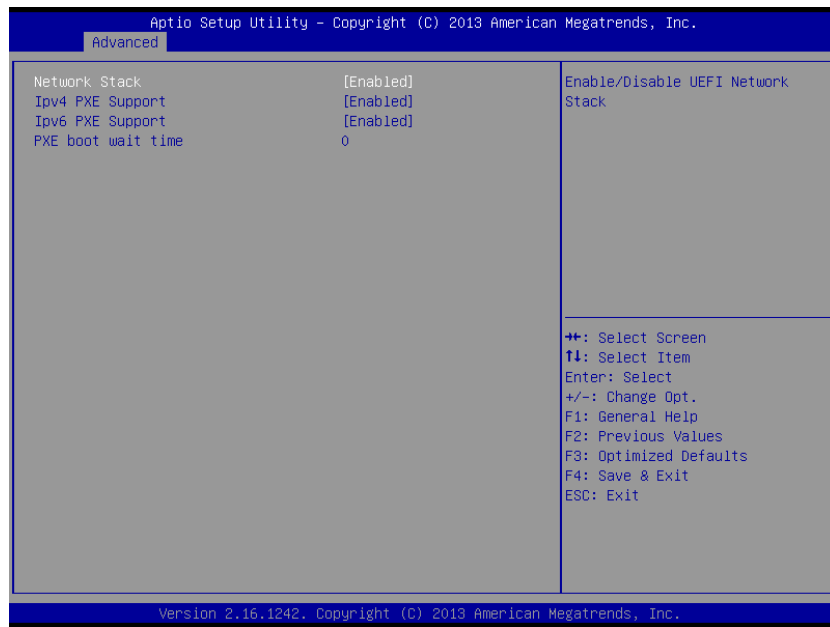 Aptio Setup Utility – Copyright (C) 2013 American Megatrends, Inc.
Advanced
Network Stack [Enabled]
Ipv4 PXE Support [Enabled]
Ipv6 PXE Support [Enabled]
PXE boot wait time 0
Enable/Disable UEFI Network
Stack
→←: Select Screen
↑↓: Select Item
Enter: Select
+/-: Change Opt.
F1: General Help
F2: Previous Values
F3: Optimized Defaults
F4: Save & Exit
ESC: Exit
Version 2.16.1242. Copyright (C) 2013 American Megatrends, Inc.